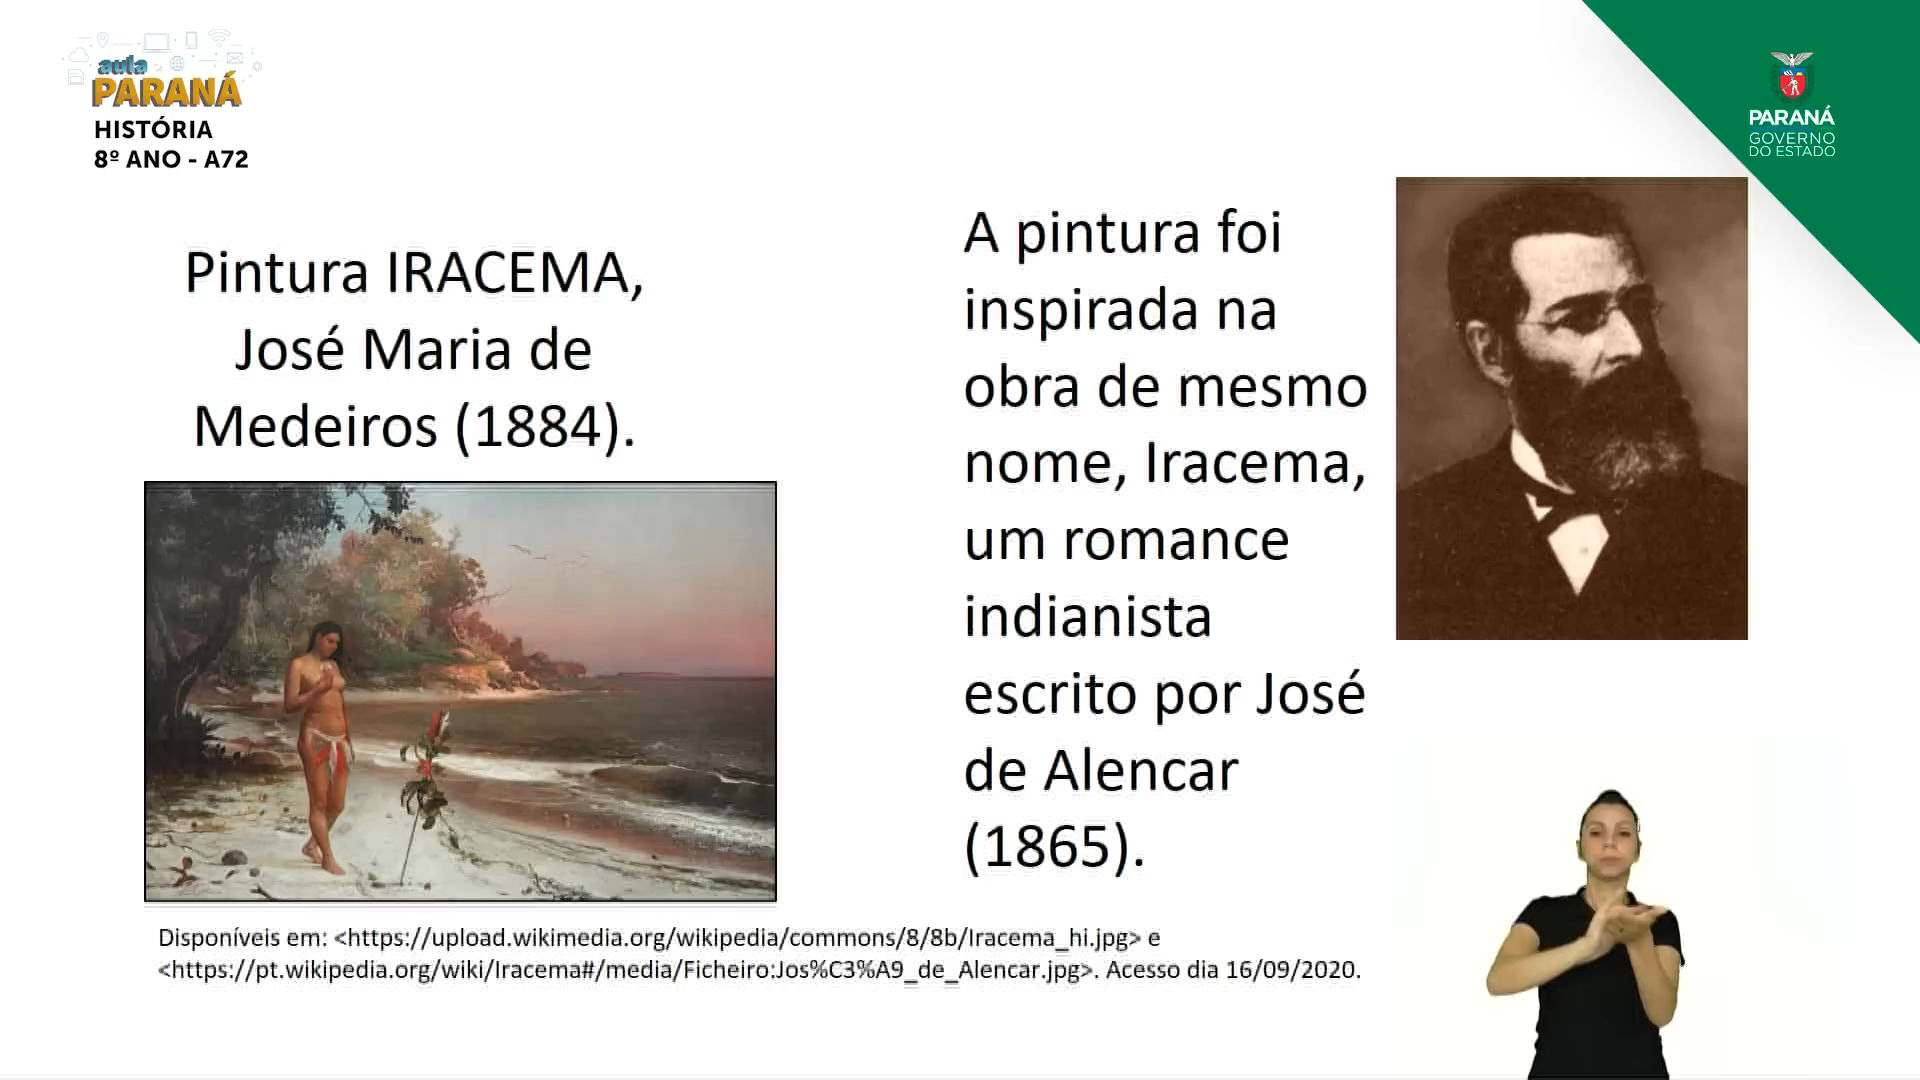 aula
PARANÁ
HISTÓRIA
8º ANO - A72
PARANÁ
GOVERNO
DO ESTADO
Pintura IRACEMA,
José Maria de
Medeiros (1884).
A pintura foi
inspirada na
obra de mesmo
nome, Iracema,
um romance
indianista
escrito por José
de Alencar
(1865).
Disponíveis em: <https://upload.wikimedia.org/wikipedia/commons/8/8b/Iracema_hi.jpg> e
<https://pt.wikipedia.org/wiki/Iracema#/media/Ficheiro:Jos%C3%A9_de_Alencar.jpg>. Acesso dia 16/09/2020.